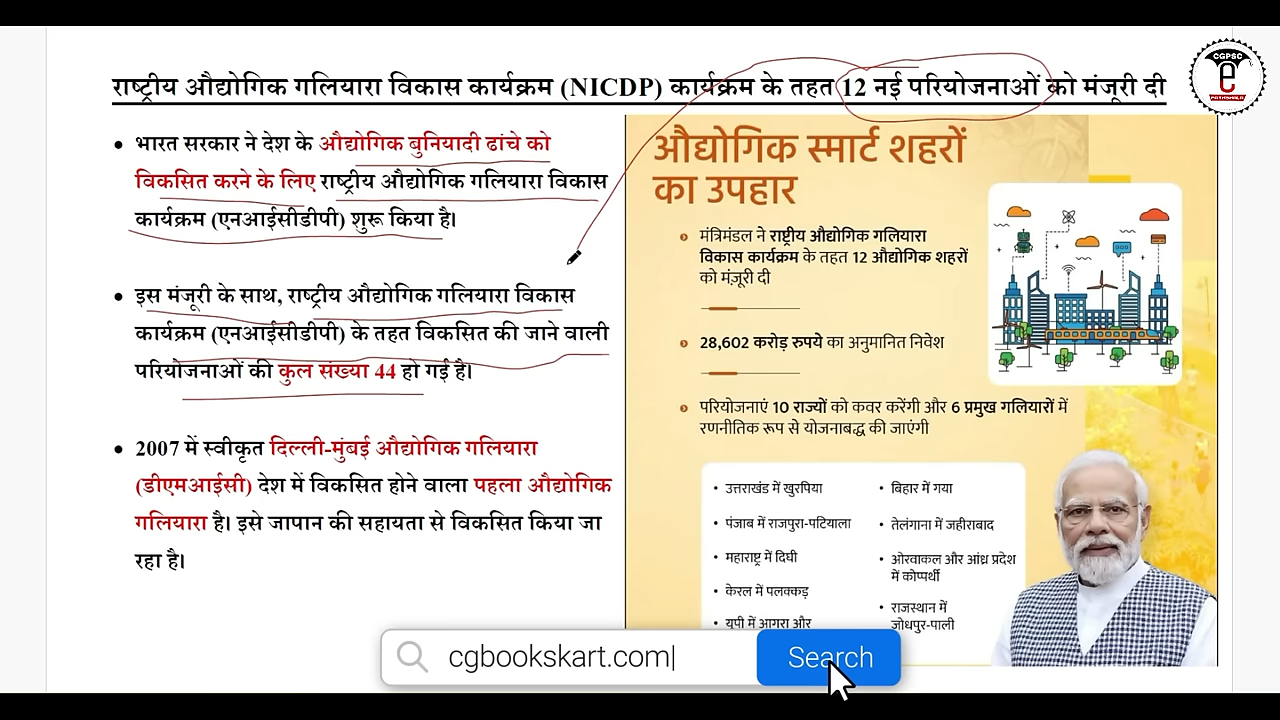 राष्ट्रीय औद्योगिक गलियारा विकास कार्यक्रम (NICDP) कार्यक्रम के तहत 12 नई परियोजनाओं को मंजूरी दी
CGPSC
e
PATHSHALA
• भारत सरकार ने देश के औद्योगिक बुनियादी ढांचे को
विकसित करने के लिए राष्ट्रीय औद्योगिक गलियारा विकास
कार्यक्रम (एनआईसीडीपी) शुरू किया है।
• इस मंजूरी के साथ, राष्ट्रीय औद्योगिक गलियारा विकास
कार्यक्रम (एनआईसीडीपी) के तहत विकसित की जाने वाली
परियोजनाओं की कुल संख्या 44 हो गई है।
• 2007 में स्वीकृत दिल्ली-मुंबई औद्योगिक गलियारा
(डीएमआईसी) देश में विकसित होने वाला पहला औद्योगिक
गलियारा है। इसे जापान की सहायता से विकसित किया जा
रहा है।
औद्योगिक स्मार्ट शहरों
का उपहार
मंत्रिमंडल ने राष्ट्रीय औद्योगिक गलियारा
विकास कार्यक्रम के तहत 12 औद्योगिक शहरों
को मंज़ूरी दी
28,602 करोड़ रुपये का अनुमानित निवेश
परियोजनाएं 10 राज्यों को कवर करेंगी और 6 प्रमुख गलियारों में
रणनीतिक रूप से योजनाबद्ध की जाएंगी
• उत्तराखंड में खुरपिया
• पंजाब में राजपुरा-पटियाला
• महाराष्ट्र में दिघी
• केरल में पलक्कड़
• यूपी में आगरा और
• बिहार में गया
• तेलंगाना में जहीराबाद
• ओरवाकल और आंध्र प्रदेश
में कोप्पर्थी
• राजस्थान में
जोधपुर-पाली
cgbookskart.com
Search